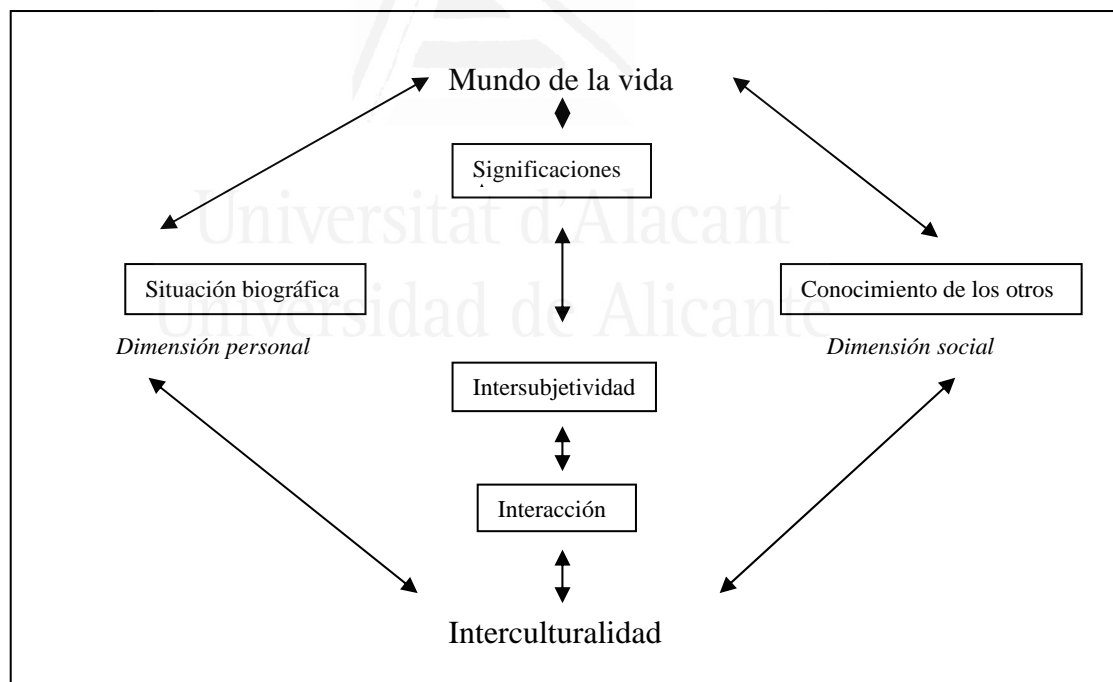 Mundo de la vida
Significaciones
Universitat d'Alacant
Situación biográfica
Conocimiento de los otros
Universidad de Alicante
Dimensión personal
Dimensión social
Intersubjetividad
Interacción
Interculturalidad